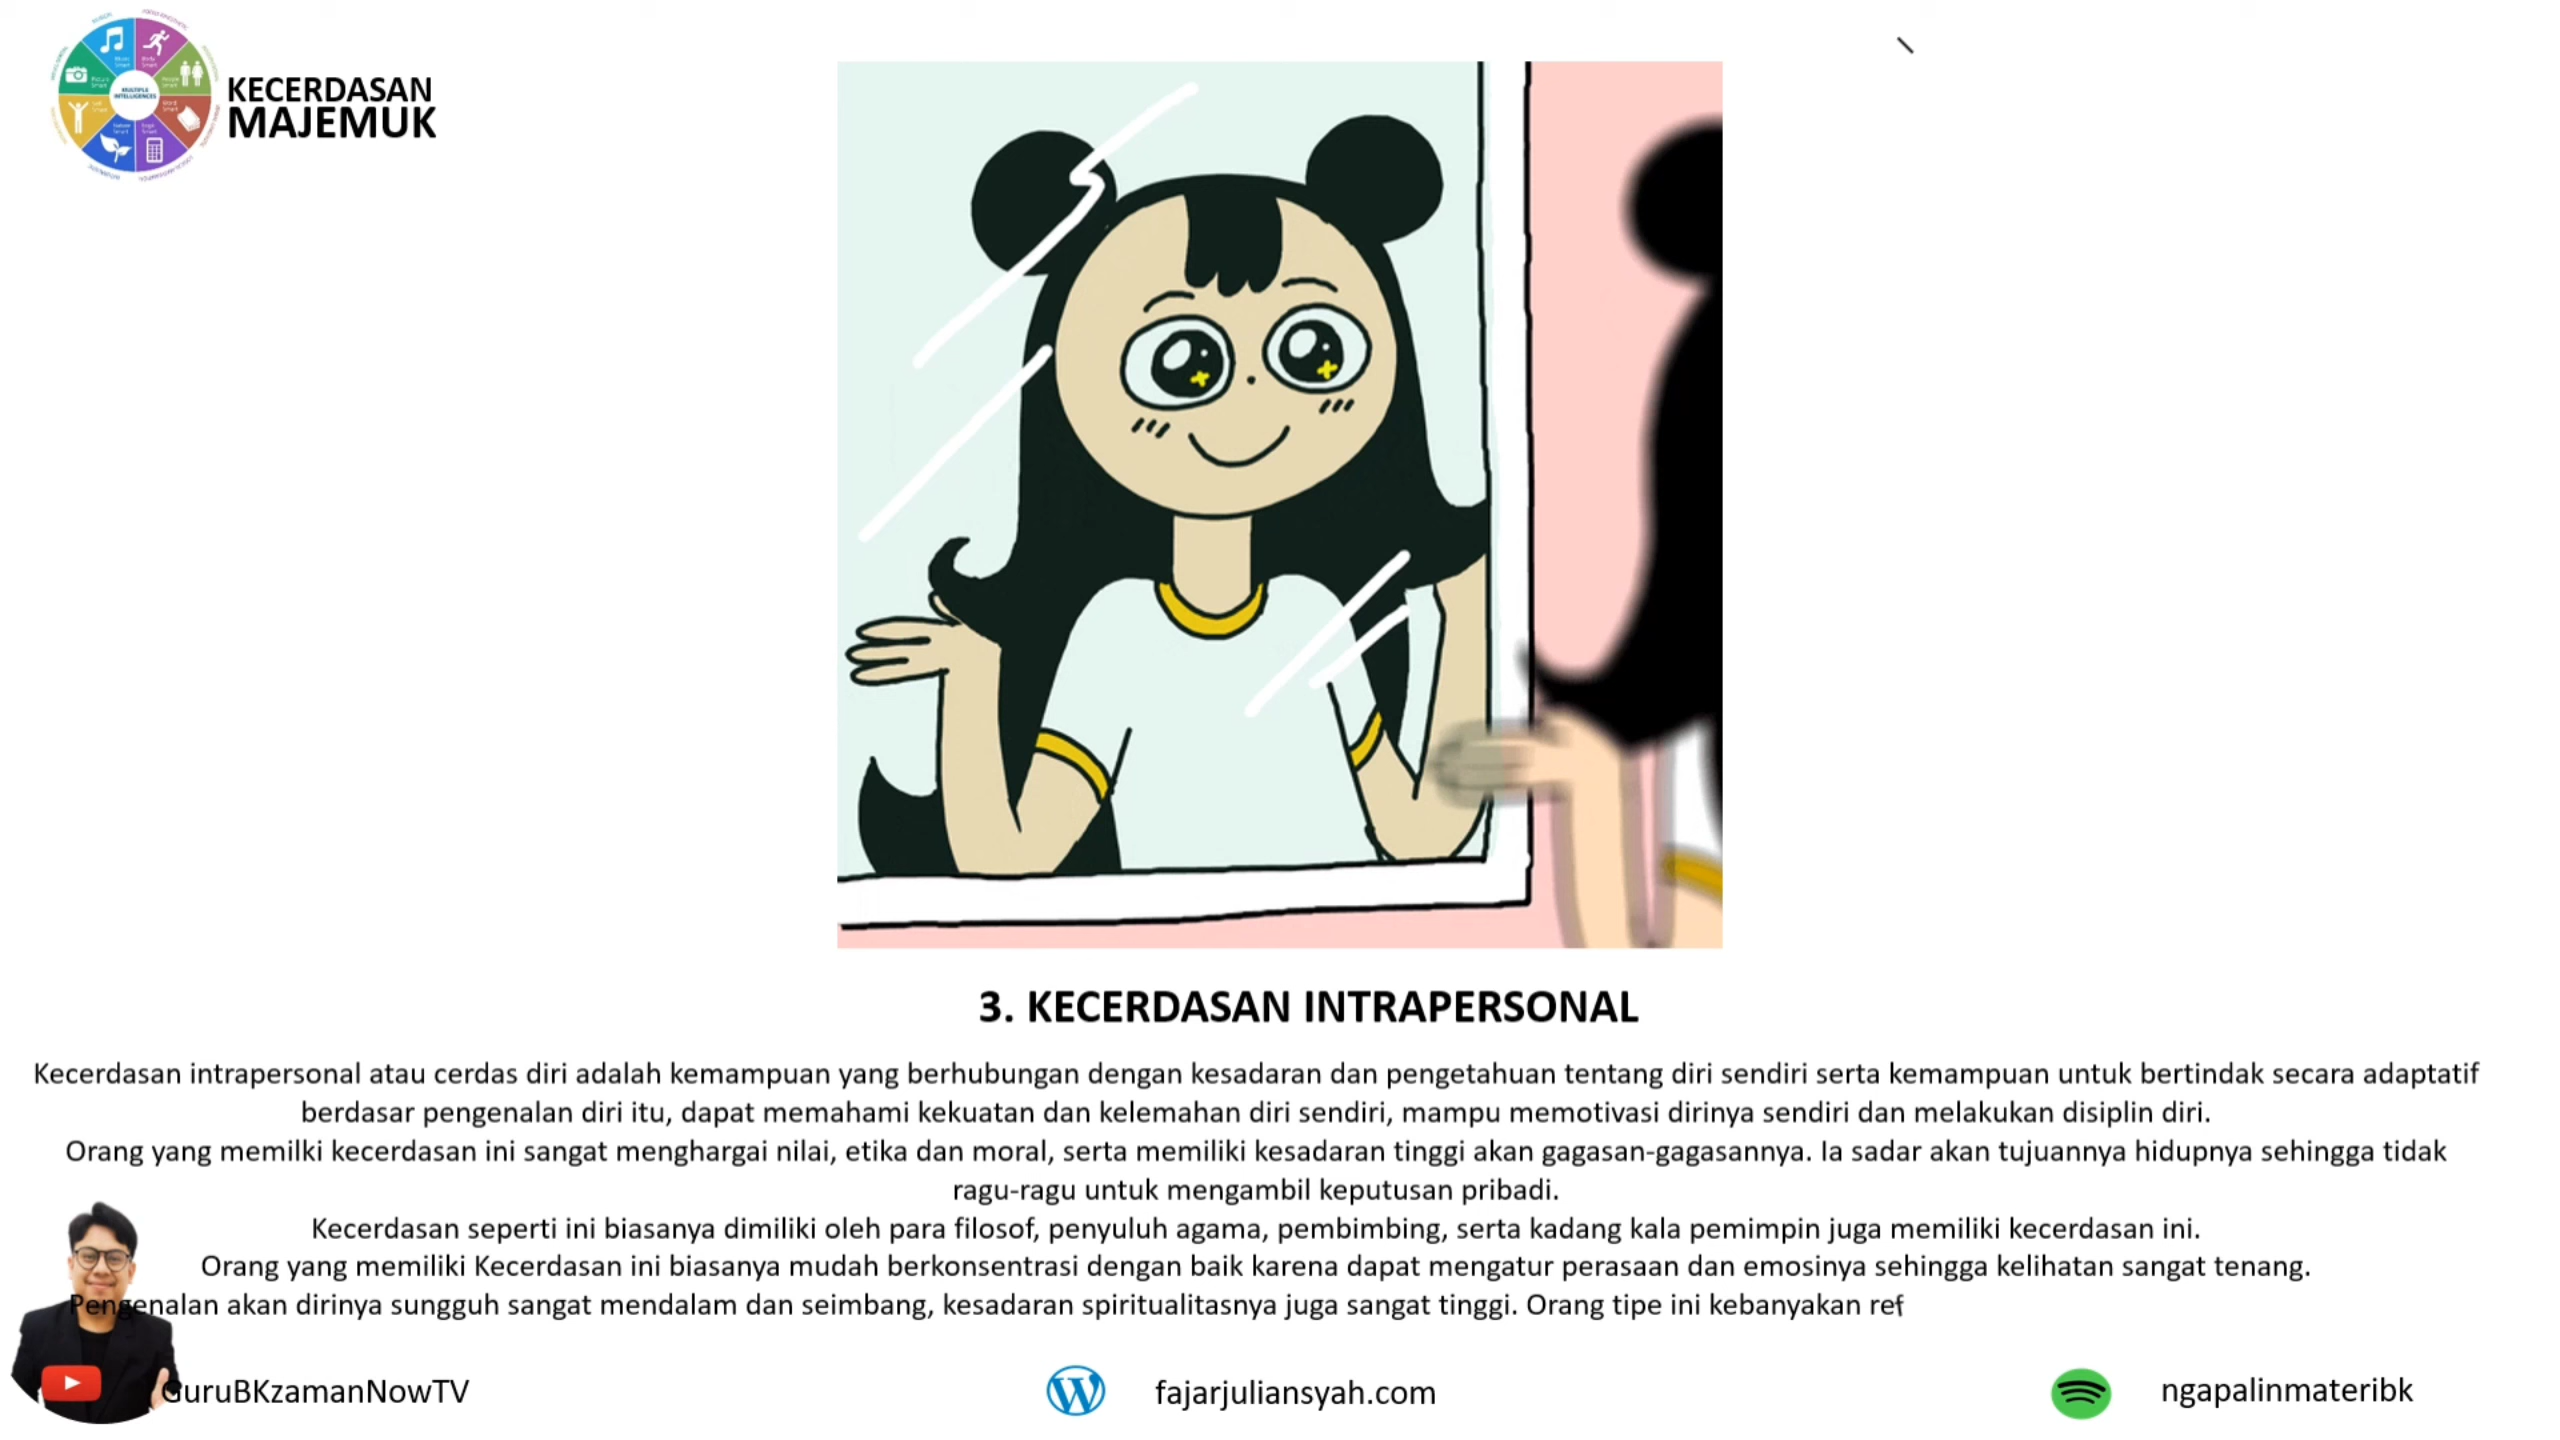 KECERDASAN
MAJEMUK
MULTIPLE
INTELLIGENCES
3. KECERDASAN INTRAPERSONAL
Kecerdasan intrapersonal atau cerdas diri adalah kemampuan yang berhubungan dengan kesadaran dan pengetahuan tentang diri sendiri serta kemampuan untuk bertindak secara adaptatif
berdasar pengenalan diri itu, dapat memahami kekuatan dan kelemahan diri sendiri, mampu memotivasi dirinya sendiri dan melakukan disiplin diri.
Orang yang memilki kecerdasan ini sangat menghargai nilai, etika dan moral, serta memiliki kesadaran tinggi akan gagasan-gagasannya. Ia sadar akan tujuannya hidupnya sehingga tidak
ragu-ragu untuk mengambil keputusan pribadi.
Kecerdasan seperti ini biasanya dimiliki oleh para filosof, penyuluh agama, pembimbing, serta kadang kala pemimpin juga memiliki kecerdasan ini.
Orang yang memiliki Kecerdasan ini biasanya mudah berkonsentrasi dengan baik karena dapat mengatur perasaan dan emosinya sehingga kelihatan sangat tenang.
Pengenalan akan dirinya sungguh sangat mendalam dan seimbang, kesadaran spiritualitasnya juga sangat tinggi. Orang tipe ini kebanyakan ref
GuruBKzamanNowTV
fajarjuliansyah.com
ngapalinmateribk